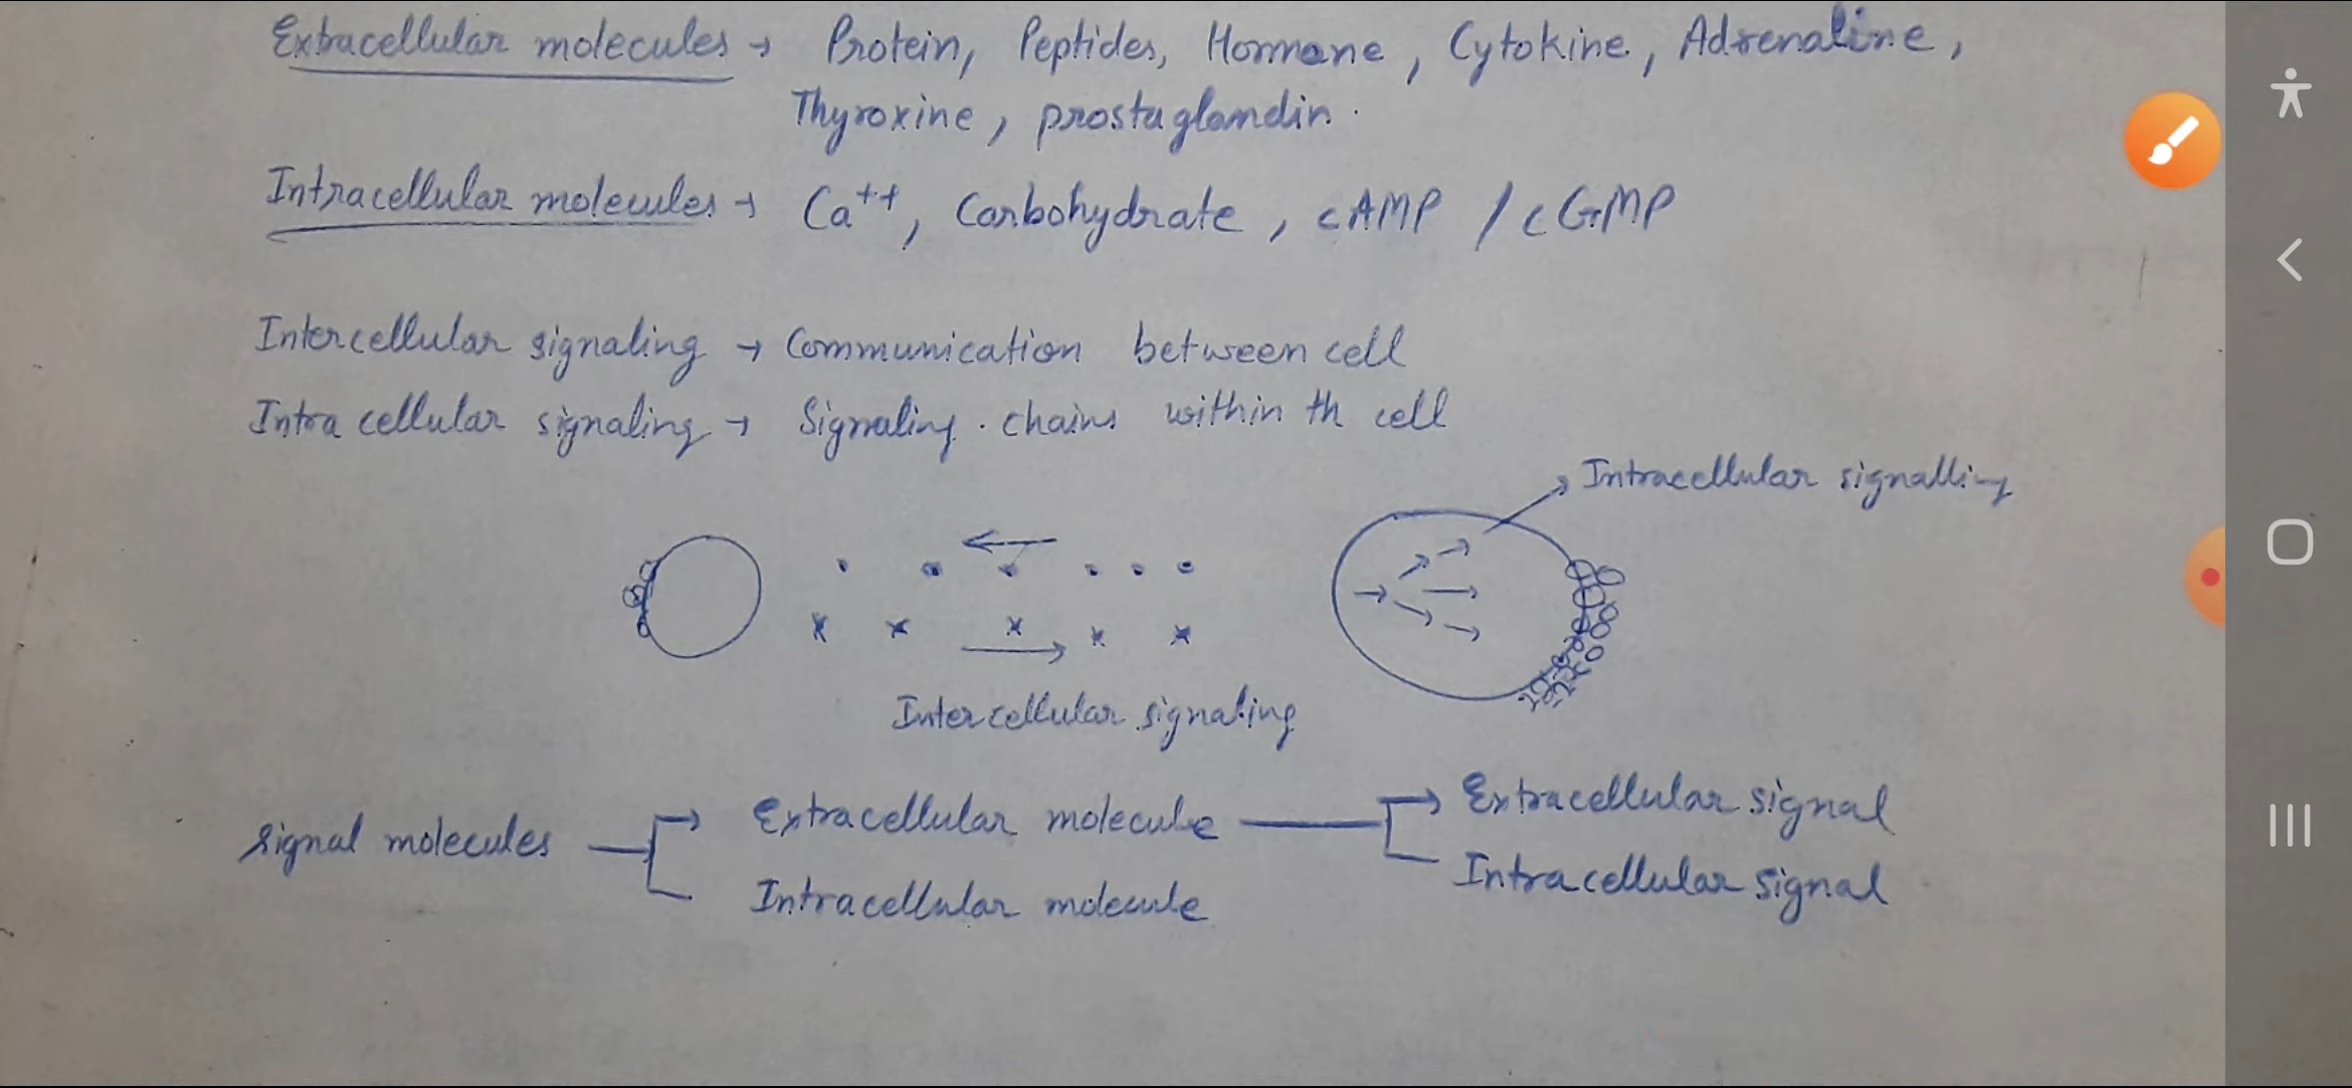 Extracellular molecules → Protein, Peptides, Hormone, Cytokine, Adrenaline,
Thyroxine, prostaglandin.
Intracellular molecules → Ca++, Carbohydrate, cAMP / cGMP
Intercellular signaling → Communication between cell
Intra cellular signaling → Signaling. chains within th cell
Intracellular signalling
Intercellular signaling
Signal molecules → Extracellular molecule → Extracellular signal
Intracellular molecule Intracellular signal